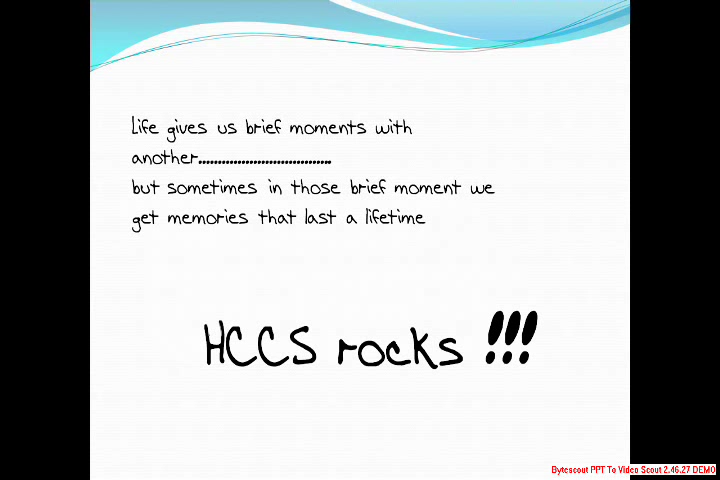 Life gives us brief moments with
another.................................
but sometimes in those brief moment we
get memories that last a lifetime
HCCS rocks !!!
Bytescout PPT To Video Scout 2.46.27 DEMO